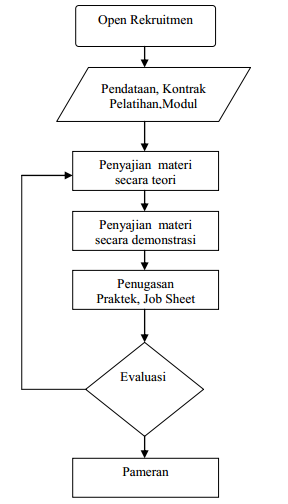 Open Rekruitmen
Pendataan, Kontrak
Pelatihan,Modul
Penyajian materi
secara teori
Penyajian materi
secara demonstrasi
Penugasan
Praktek, Job Sheet
Evaluasi
Pameran